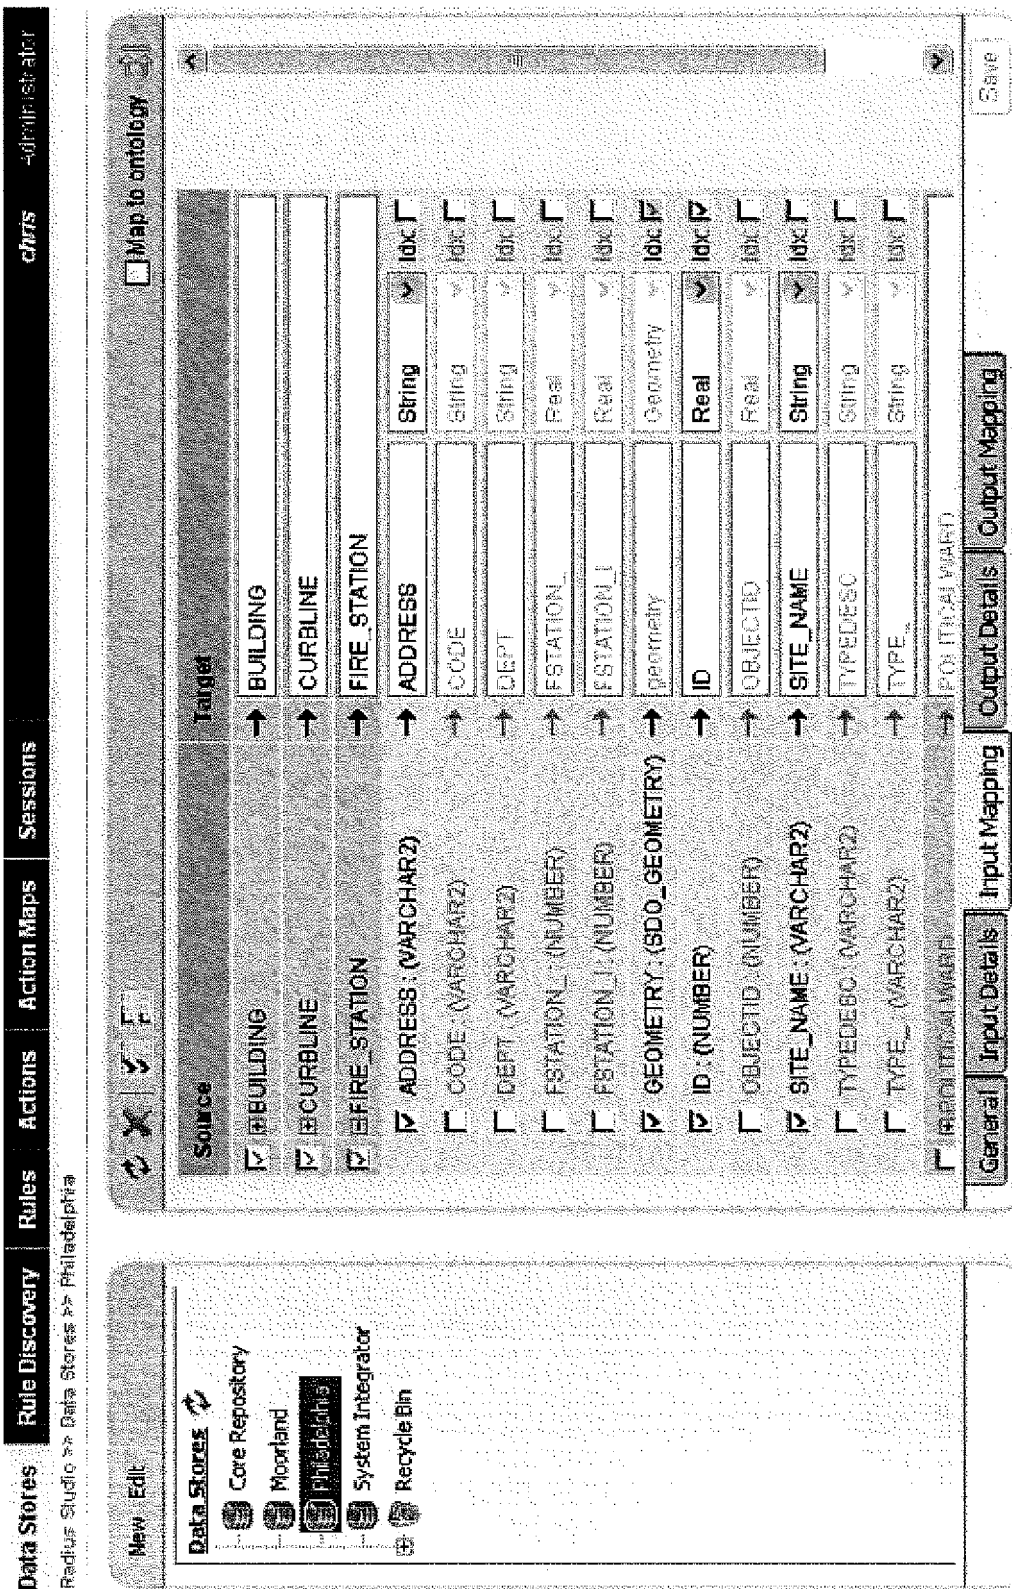 Data Stores Rule Discovery Rules Actions Action Maps Sessions chris Administrator
Radius Studio >> Data Stores >> Philadelphia
New Edit
Data Stores
Core Repository
Moorland
Philadelphia
System Integrator
Recycle Bin
Map to ontology
Source Target
BUILDING → BUILDING
CURBLINE → CURBLINE
FIRE_STATION → FIRE_STATION
ADDRESS : (VARCHAR2) → ADDRESS String Idx
CODE : (VARCHAR2) → CODE String Idx
DEPT : (VARCHAR2) → DEPT String Idx
FSTATION_ : (NUMBER) → FSTATION_ Real Idx
FSTATION_I : (NUMBER) → FSTATION_I Real Idx
GEOMETRY : (SDO_GEOMETRY) → geometry Geometry Idx
ID : (NUMBER) → ID Real Idx
OBJECTID : (NUMBER) → OBJECTID Real Idx
SITE_NAME : (VARCHAR2) → SITE_NAME String Idx
TYPEDESC : (VARCHAR2) → TYPEDESC String Idx
TYPE_ : (VARCHAR2) → TYPE_ String Idx
POLITICAL WARD → POLITICAL WARD
General Input Details Input Mapping Output Details Output Mapping
Save